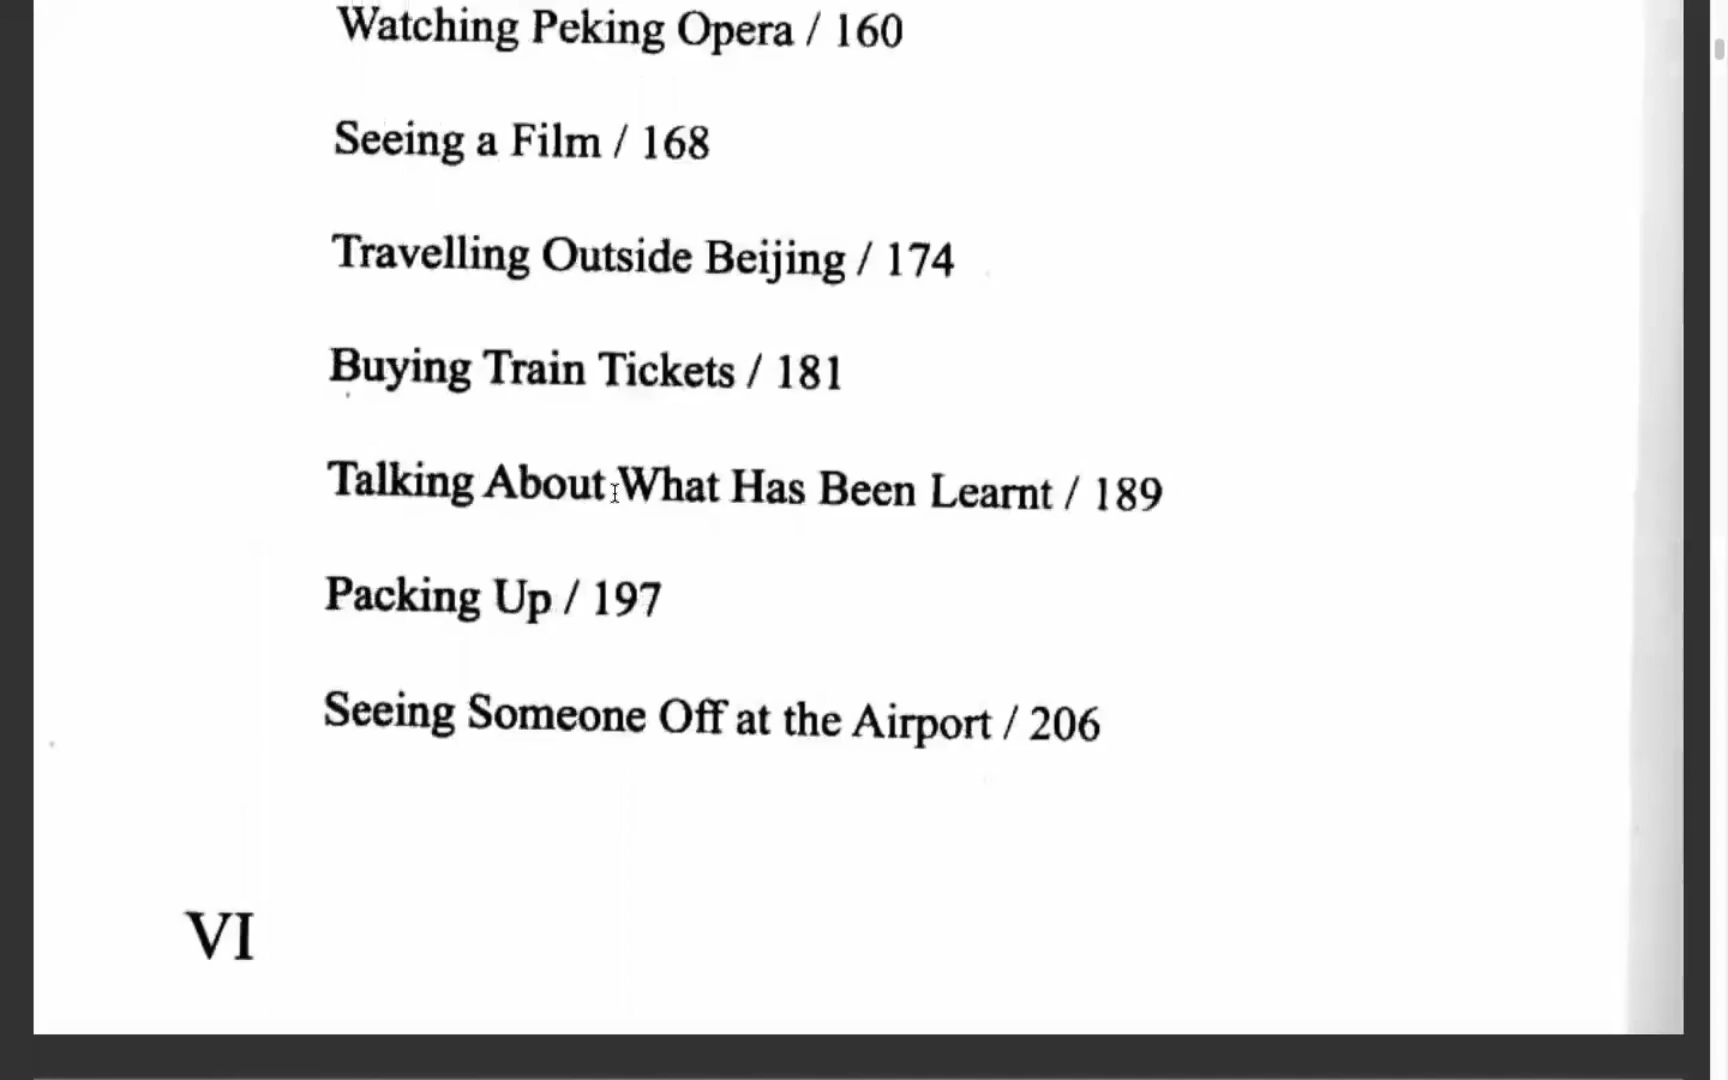 Watching Peking Opera / 160
Seeing a Film / 168
Travelling Outside Beijing / 174
Buying Train Tickets / 181
Talking About What Has Been Learnt / 189
Packing Up / 197
Seeing Someone Off at the Airport / 206
VI